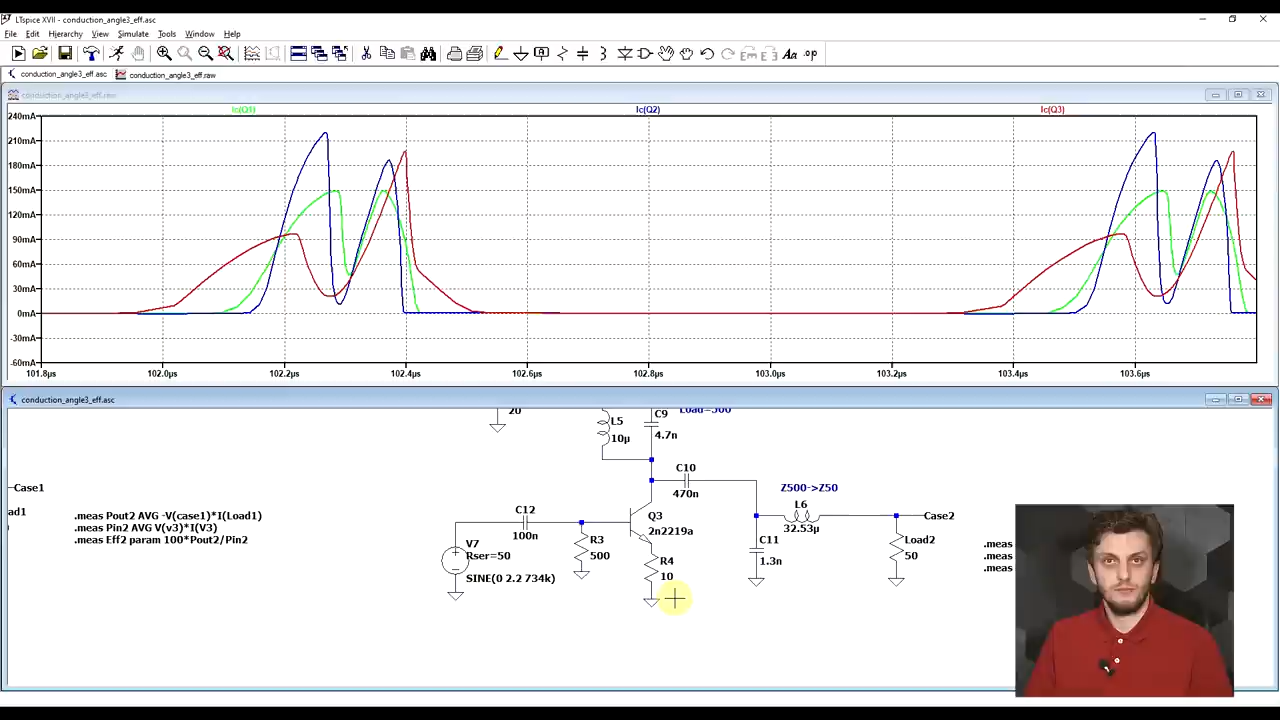 LTspice XVII - conduction_angle3_eff.asc
File Edit Hierarchy View Simulate Tools Window Help
conduction_angle3_eff.asc conduction_angle3_eff.raw
conduction_angle3_eff.raw
Ic(Q1) Ic(Q2) Ic(Q3)
240mA
210mA
180mA
150mA
120mA
90mA
60mA
30mA
0mA
-30mA
-60mA
101.8µs 102.0µs 102.2µs 102.4µs 102.6µs 102.8µs 103.0µs 103.2µs 103.4µs 103.6µs
conduction_angle3_eff.asc
20
L5
10µ
C9
4.7n
Load=500
C10
470n
Case1
.meas Pout2 AVG -V(case1)*I(Load1)
.meas Pin2 AVG V(v3)*I(V3)
.meas Eff2 param 100*Pout2/Pin2
C12
100n
V7
Rser=50
SINE(0 2.2 734k)
R3
500
Q3
2n2219a
R4
10
C11
1.3n
Z500->Z50
L6
32.53µ
Case2
Load2
50
.meas
.meas
.meas